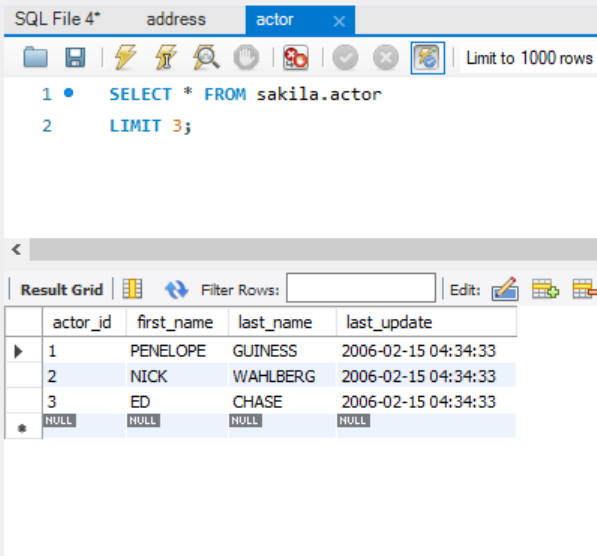 SQL File 4* address actor ×
Limit to 1000 rows
1 SELECT * FROM sakila.actor
2 LIMIT 3;
Result Grid Filter Rows: Edit:
actor_id first_name last_name last_update
1 PENELOPE GUINESS 2006-02-15 04:34:33
2 NICK WAHLBERG 2006-02-15 04:34:33
3 ED CHASE 2006-02-15 04:34:33
NULL NULL NULL NULL